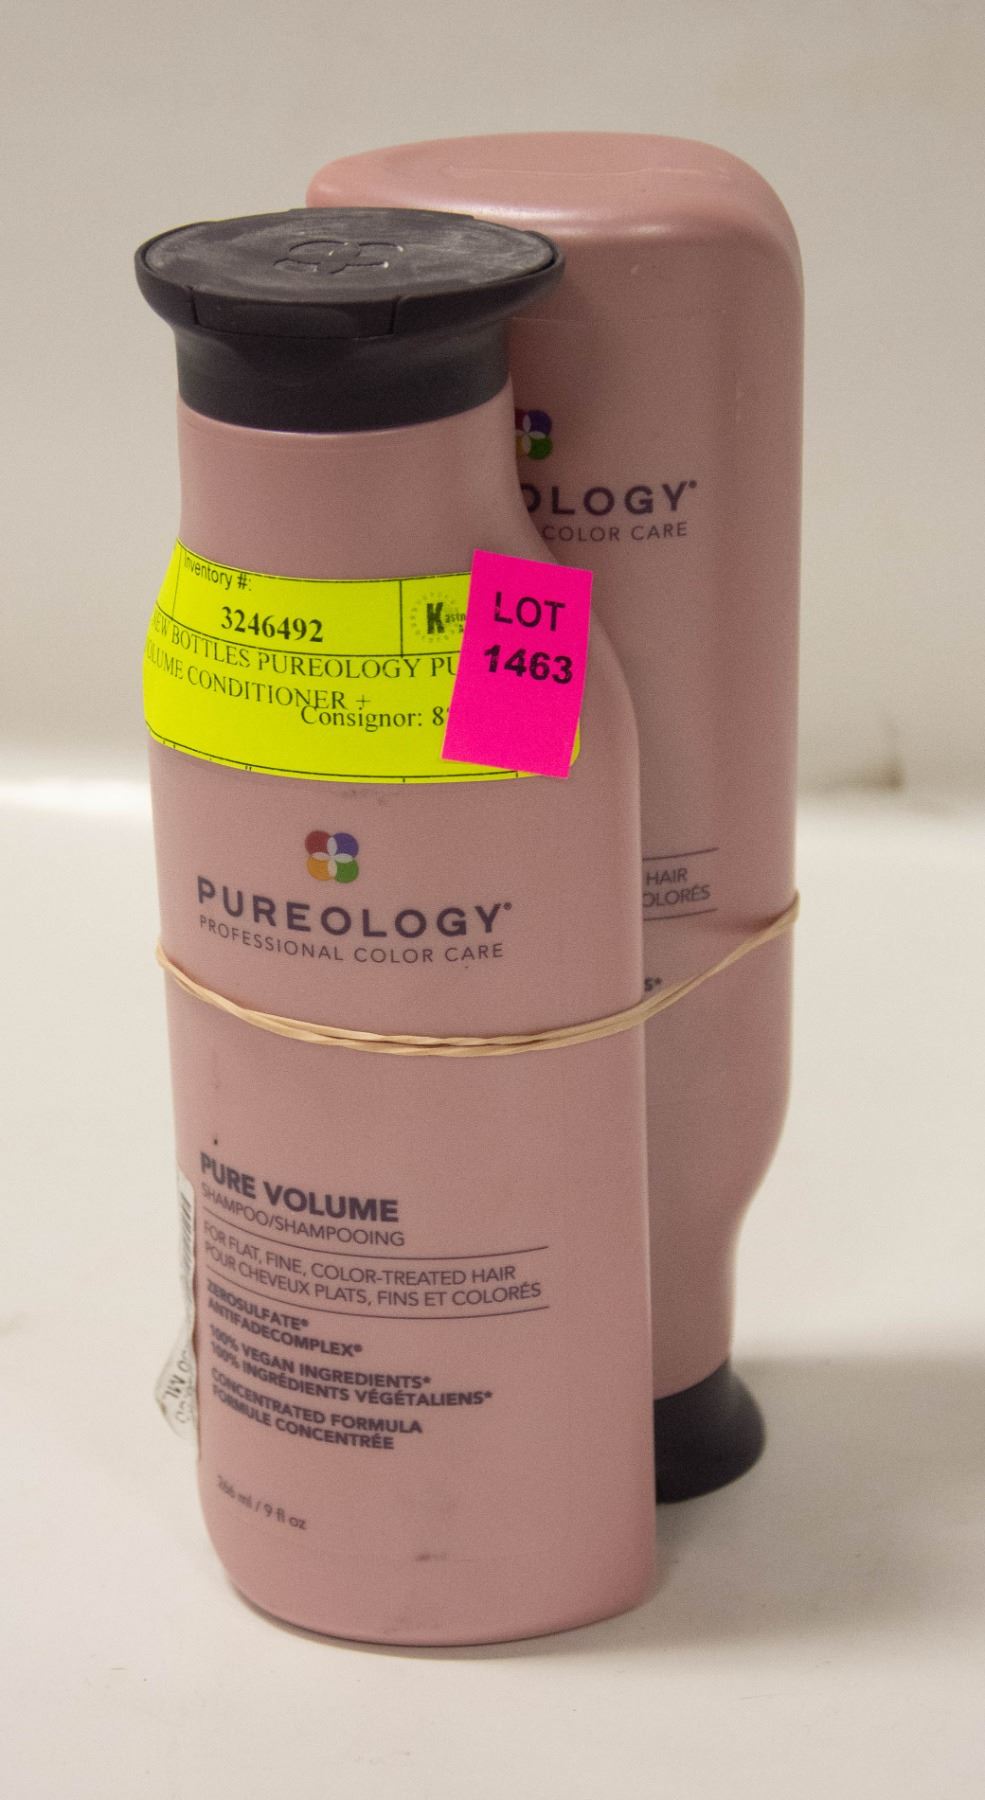 Inventory #:
3246492
BOTTLES PUREOLOGY
CONDITIONER +
Consignor:
LOT
1463
PUREOLOGY®
PROFESSIONAL COLOR CARE
PURE VOLUME
SHAMPOO/SHAMPOOING
FOR FLAT, FINE, COLOR-TREATED HAIR
POUR CHEVEUX PLATS, FINS ET COLORÉS
ZEROSULFATE®
ANTIFADECOMPLEX®
100% VEGAN INGREDIENTS*
100% INGRÉDIENTS VÉGÉTALIENS*
CONCENTRATED FORMULA
FORMULE CONCENTRÉE
266 ml / 9 fl oz
OLOGY®
COLOR CARE
HAIR
OLORÉS
S*